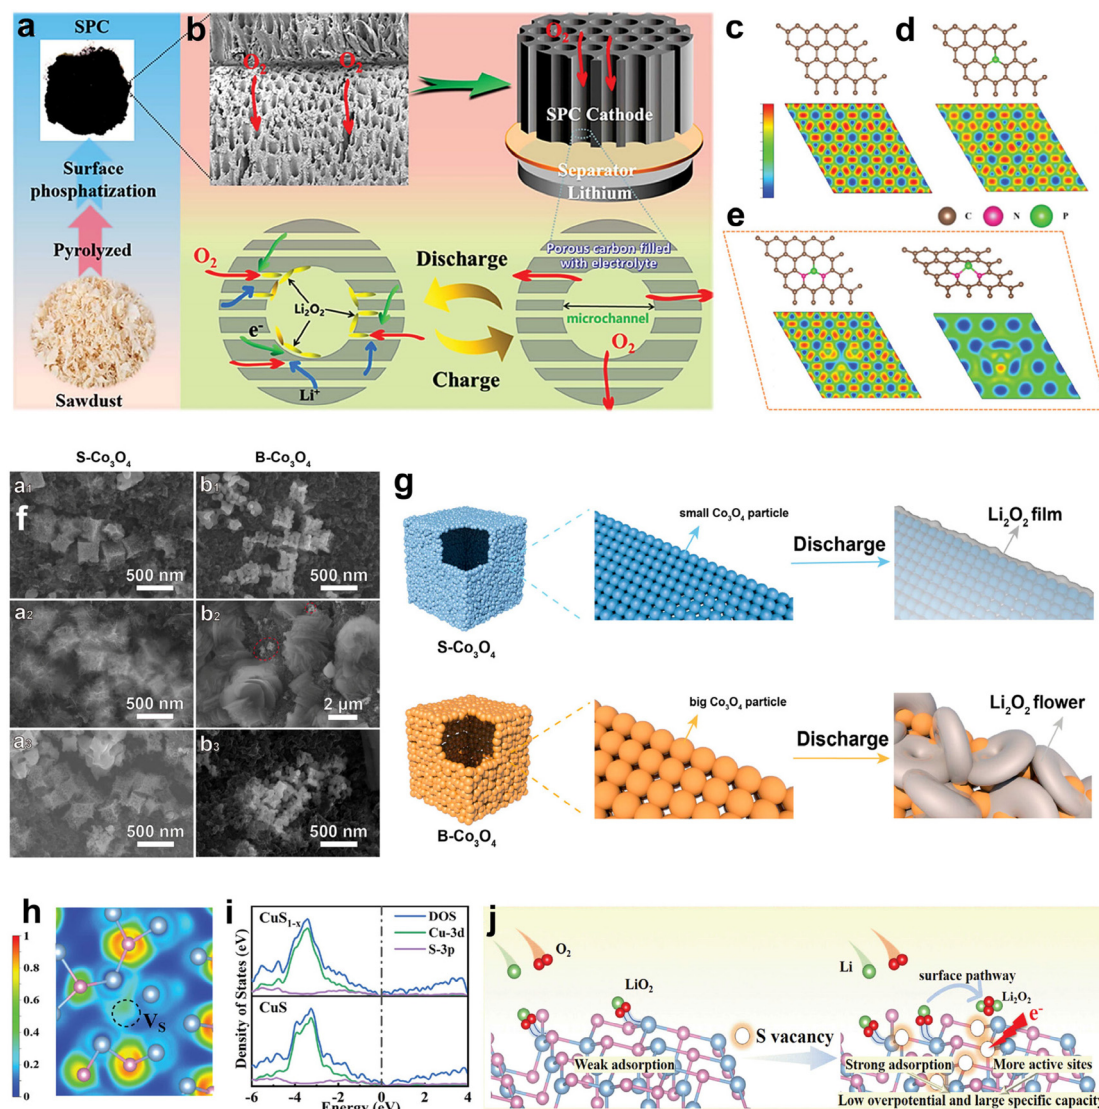 a
SPC
Surface
phosphatization
Pyrolyzed
Sawdust
b
O₂
O₂
O₂
SPC Cathode
Separator
Lithium
Porous carbon filled
with electrolyte
O₂
Li₂O₂
e⁻
Li⁺
Discharge
Charge
microchannel
O₂
c
d
e
C
N
P
S-Co₃O₄
B-Co₃O₄
f
a₁
500 nm
b₁
500 nm
a₂
500 nm
b₂
2 µm
a₃
500 nm
b₃
500 nm
g
S-Co₃O₄
small Co₃O₄ particle
Discharge
Li₂O₂ film
B-Co₃O₄
big Co₃O₄ particle
Discharge
Li₂O₂ flower
h
1
0.8
0.6
0.4
0.2
0
V_S
i
Density of States (eV)
CuS₁₋ₓ
DOS
Cu-3d
S-3p
CuS
-6
-4
-2
0
2
4
Energy (eV)
j
Li
O₂
LiO₂
Weak adsorption
S vacancy
Li
O₂
surface pathway
Li₂O₂
e⁻
Strong adsorption
More active sites
Low overpotential and large specific capacity